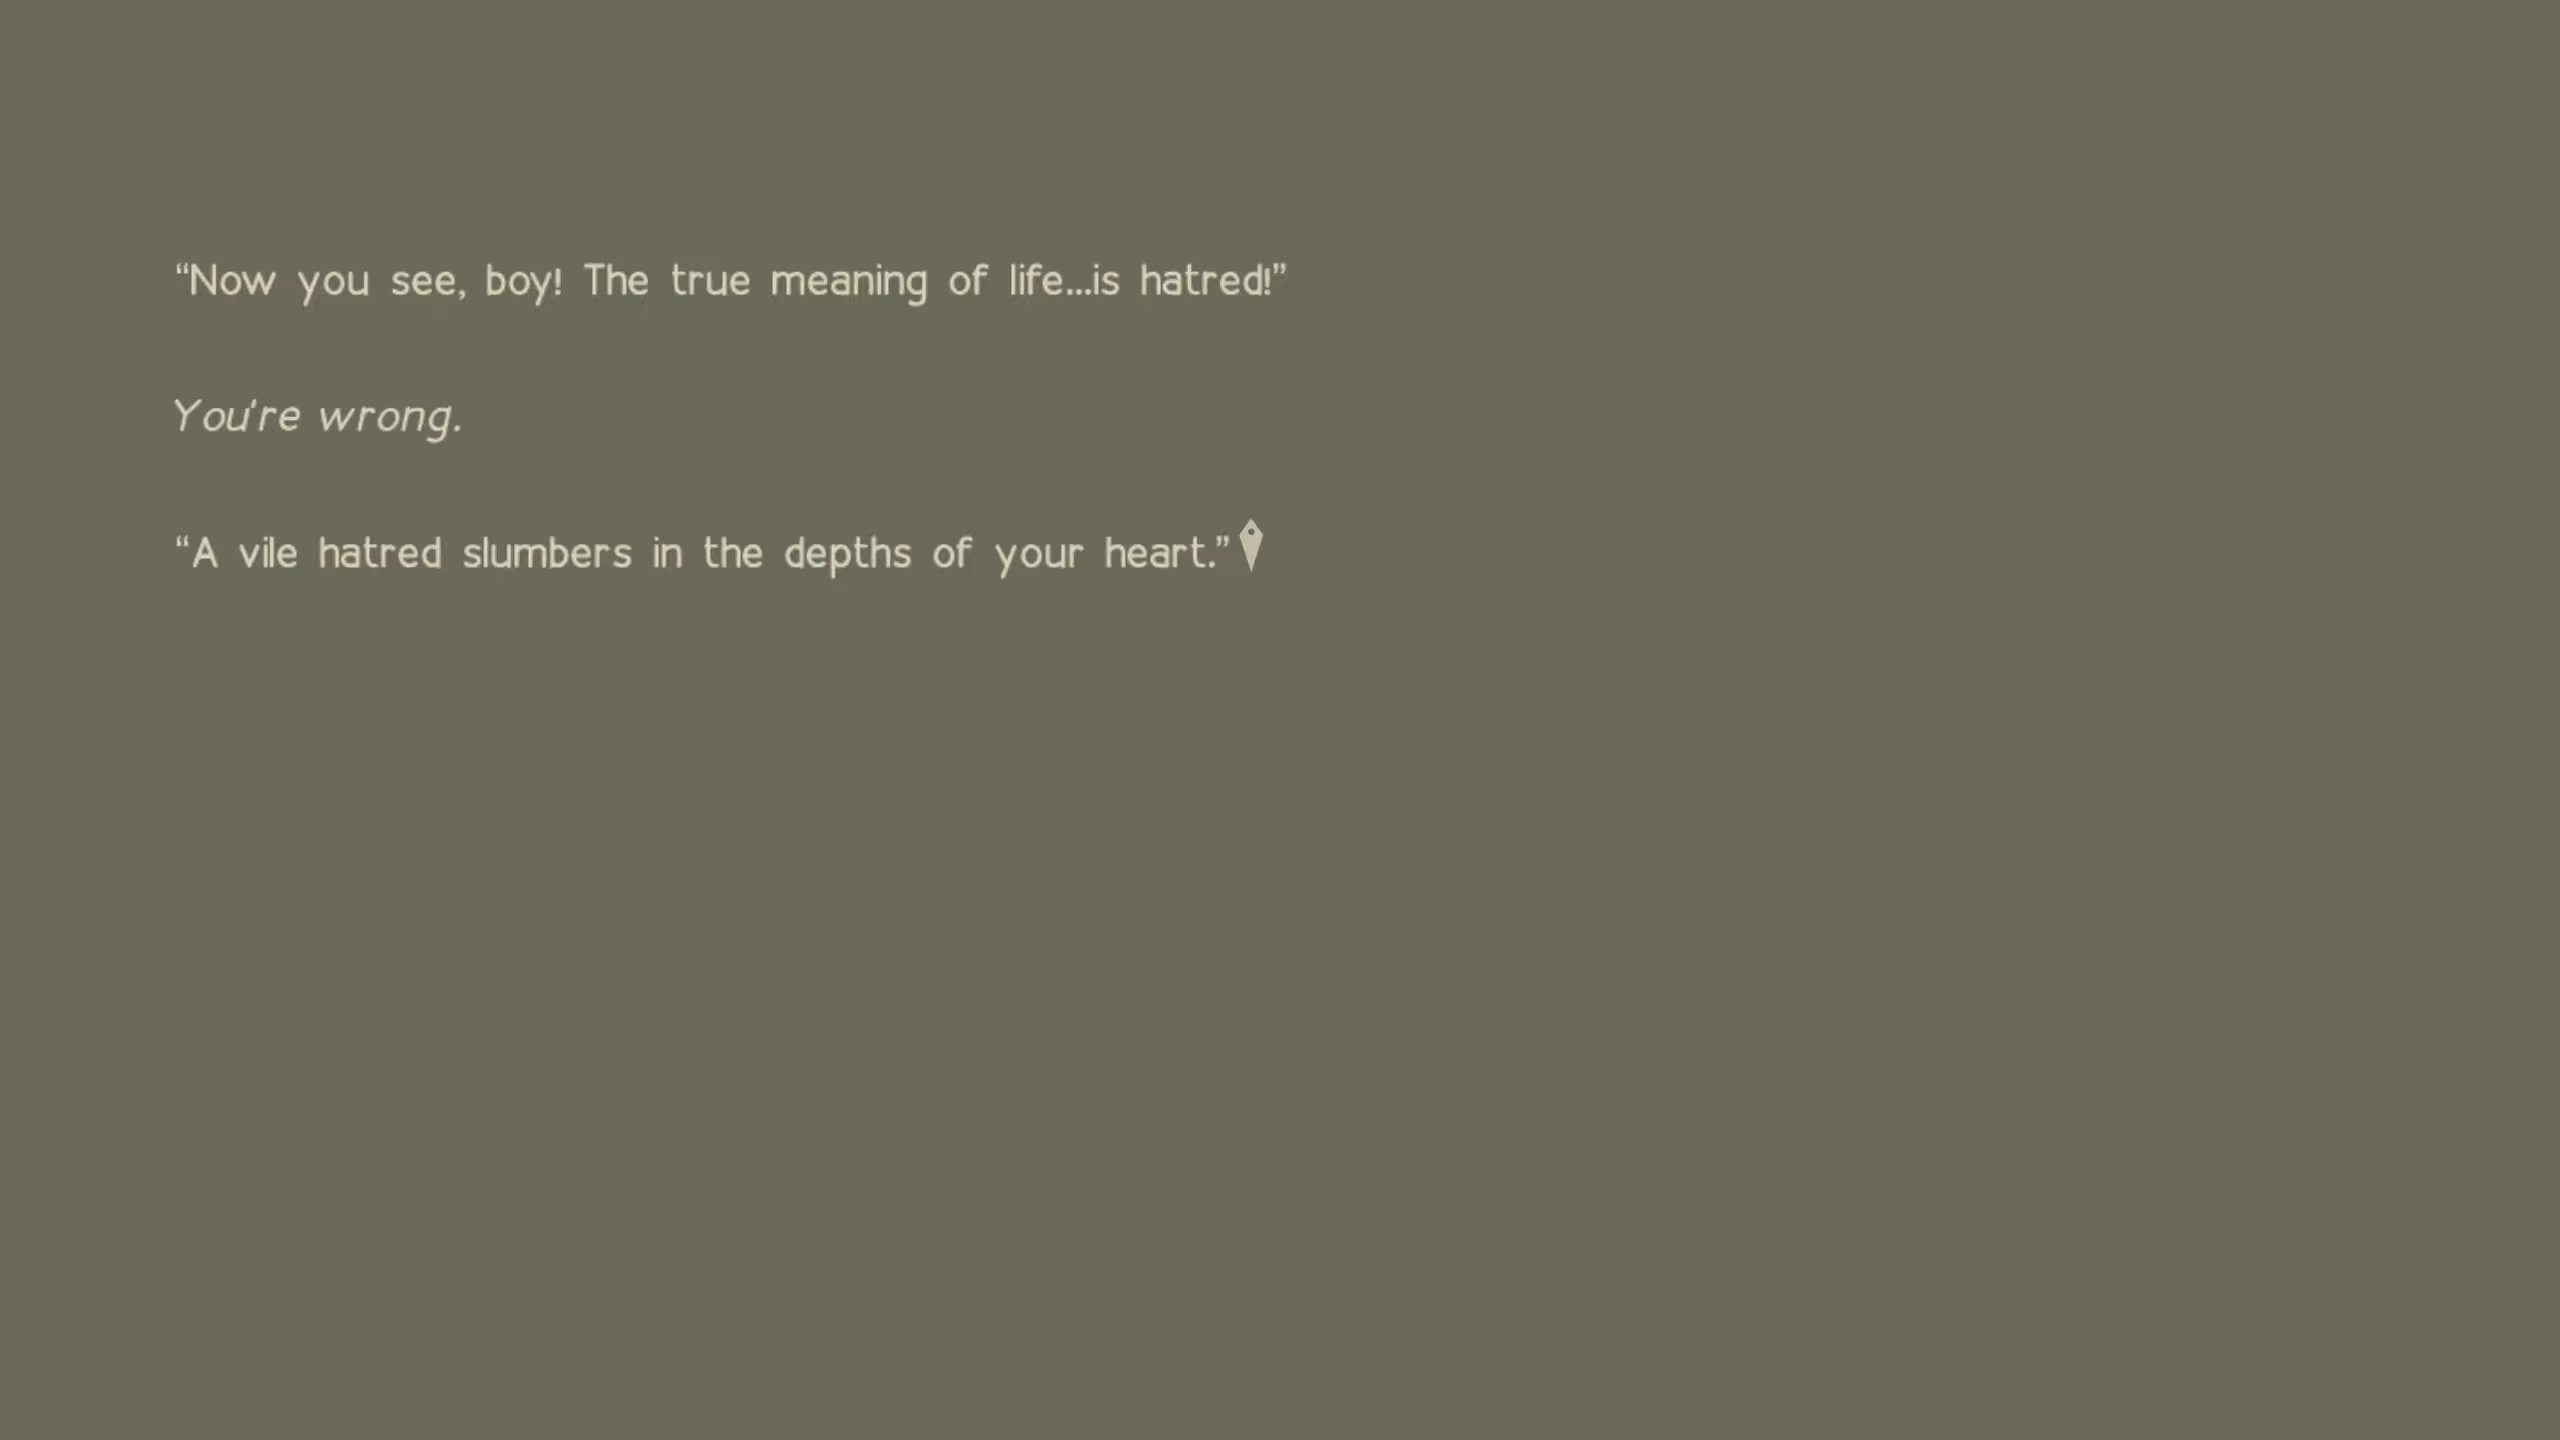 “Now you see, boy! The true meaning of life...is hatred!”
You're wrong.
“A vile hatred slumbers in the depths of your heart.”